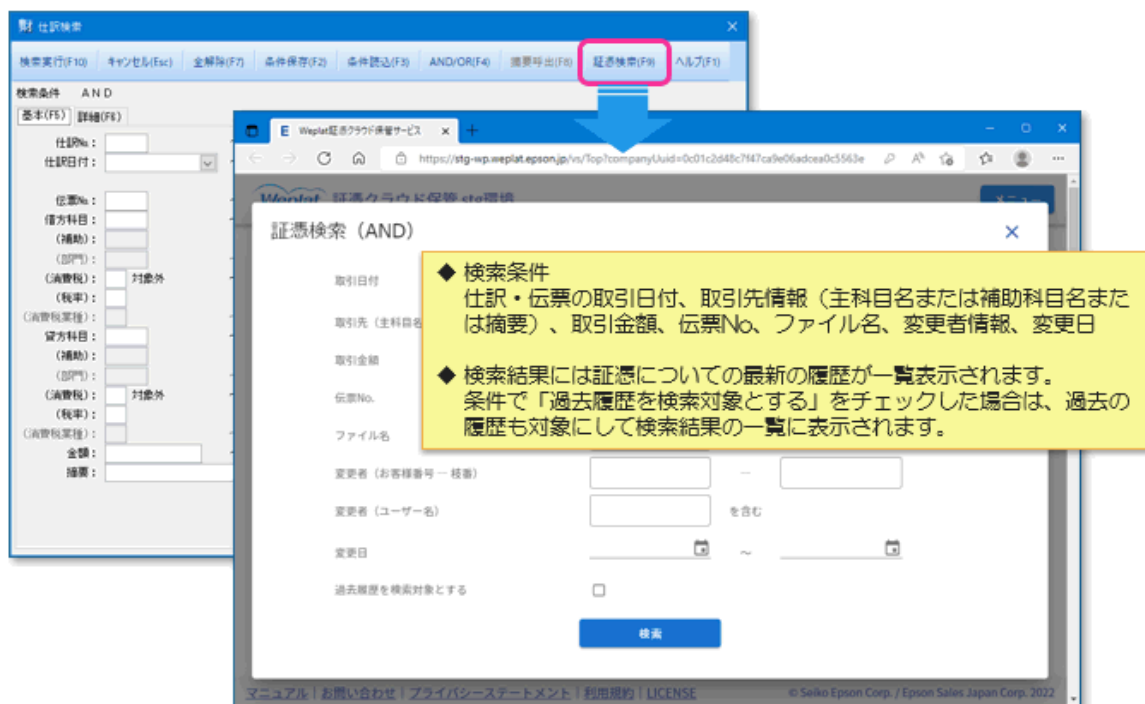 財 仕訳検索
検索実行(F10) キャンセル(Esc) 全解除(F7) 条件保存(F2) 条件読込(F3) AND/OR(F4) 摘要呼出(F8) 証憑検索(F9) ヘルプ(F1)
検索条件 AND
基本(F5) 詳細(F6)
仕訳No.：
仕訳日付：
伝票No.：
借方科目：
(補助)：
(部門)：
(消費税)： 対象外
(税率)：
(消費税業種)：
貸方科目：
(補助)：
(部門)：
(消費税)： 対象外
(税率)：
(消費税業種)：
金額：
摘要：
Weplat証憑クラウド保管サービス
https://stg-wp.weplat.epson.jp/vs/Top?companyUuid=0c01c2d48c7f47ca9e06adcea0c5563e
Weplat 証憑クラウド保管 stg環境
メニュー
証憑検索（AND）
取引日付
取引先（主科目名
取引金額
伝票No.
ファイル名
変更者（お客様番号 ― 枝番） ―
変更者（ユーザー名） を含む
変更日 ～
過去履歴を検索対象とする
検索
◆ 検索条件
仕訳・伝票の取引日付、取引先情報（主科目名または補助科目名また
は摘要）、取引金額、伝票No、ファイル名、変更者情報、変更日
◆ 検索結果には証憑についての最新の履歴が一覧表示されます。
条件で「過去履歴を検索対象とする」をチェックした場合は、過去の
履歴も対象にして検索結果の一覧に表示されます。
マニュアル | お問い合わせ | プライバシーステートメント | 利用規約 | LICENSE
© Seiko Epson Corp. / Epson Sales Japan Corp. 2022